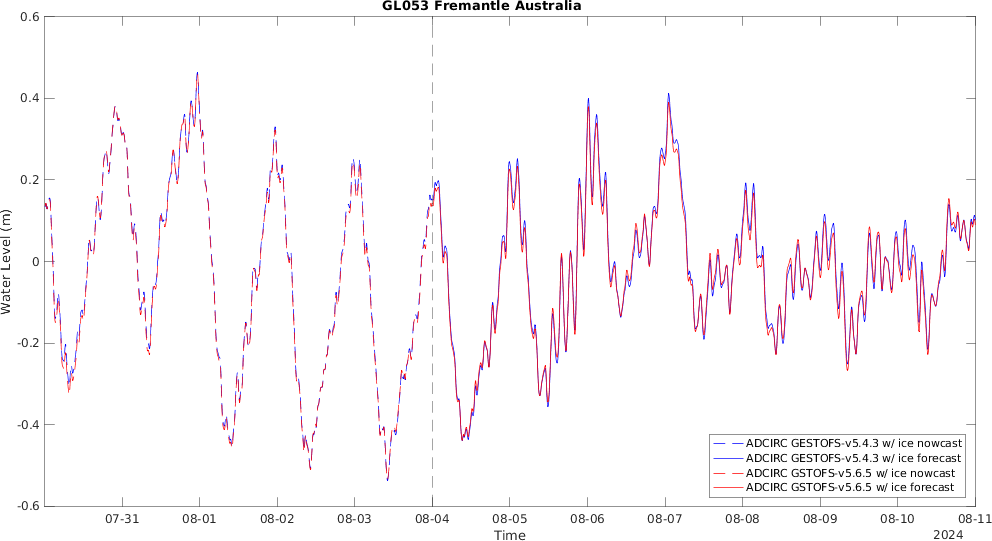 GL053 Fremantle Australia
0.6
0.4
0.2
0
-0.2
-0.4
-0.6
Water Level (m)
ADCIRC GESTOFS-v5.4.3 w/ ice nowcast
ADCIRC GESTOFS-v5.4.3 w/ ice forecast
ADCIRC GSTOFS-v5.6.5 w/ ice nowcast
ADCIRC GSTOFS-v5.6.5 w/ ice forecast
07-31 08-01 08-02 08-03 08-04 08-05 08-06 08-07 08-08 08-09 08-10 08-11
Time
2024